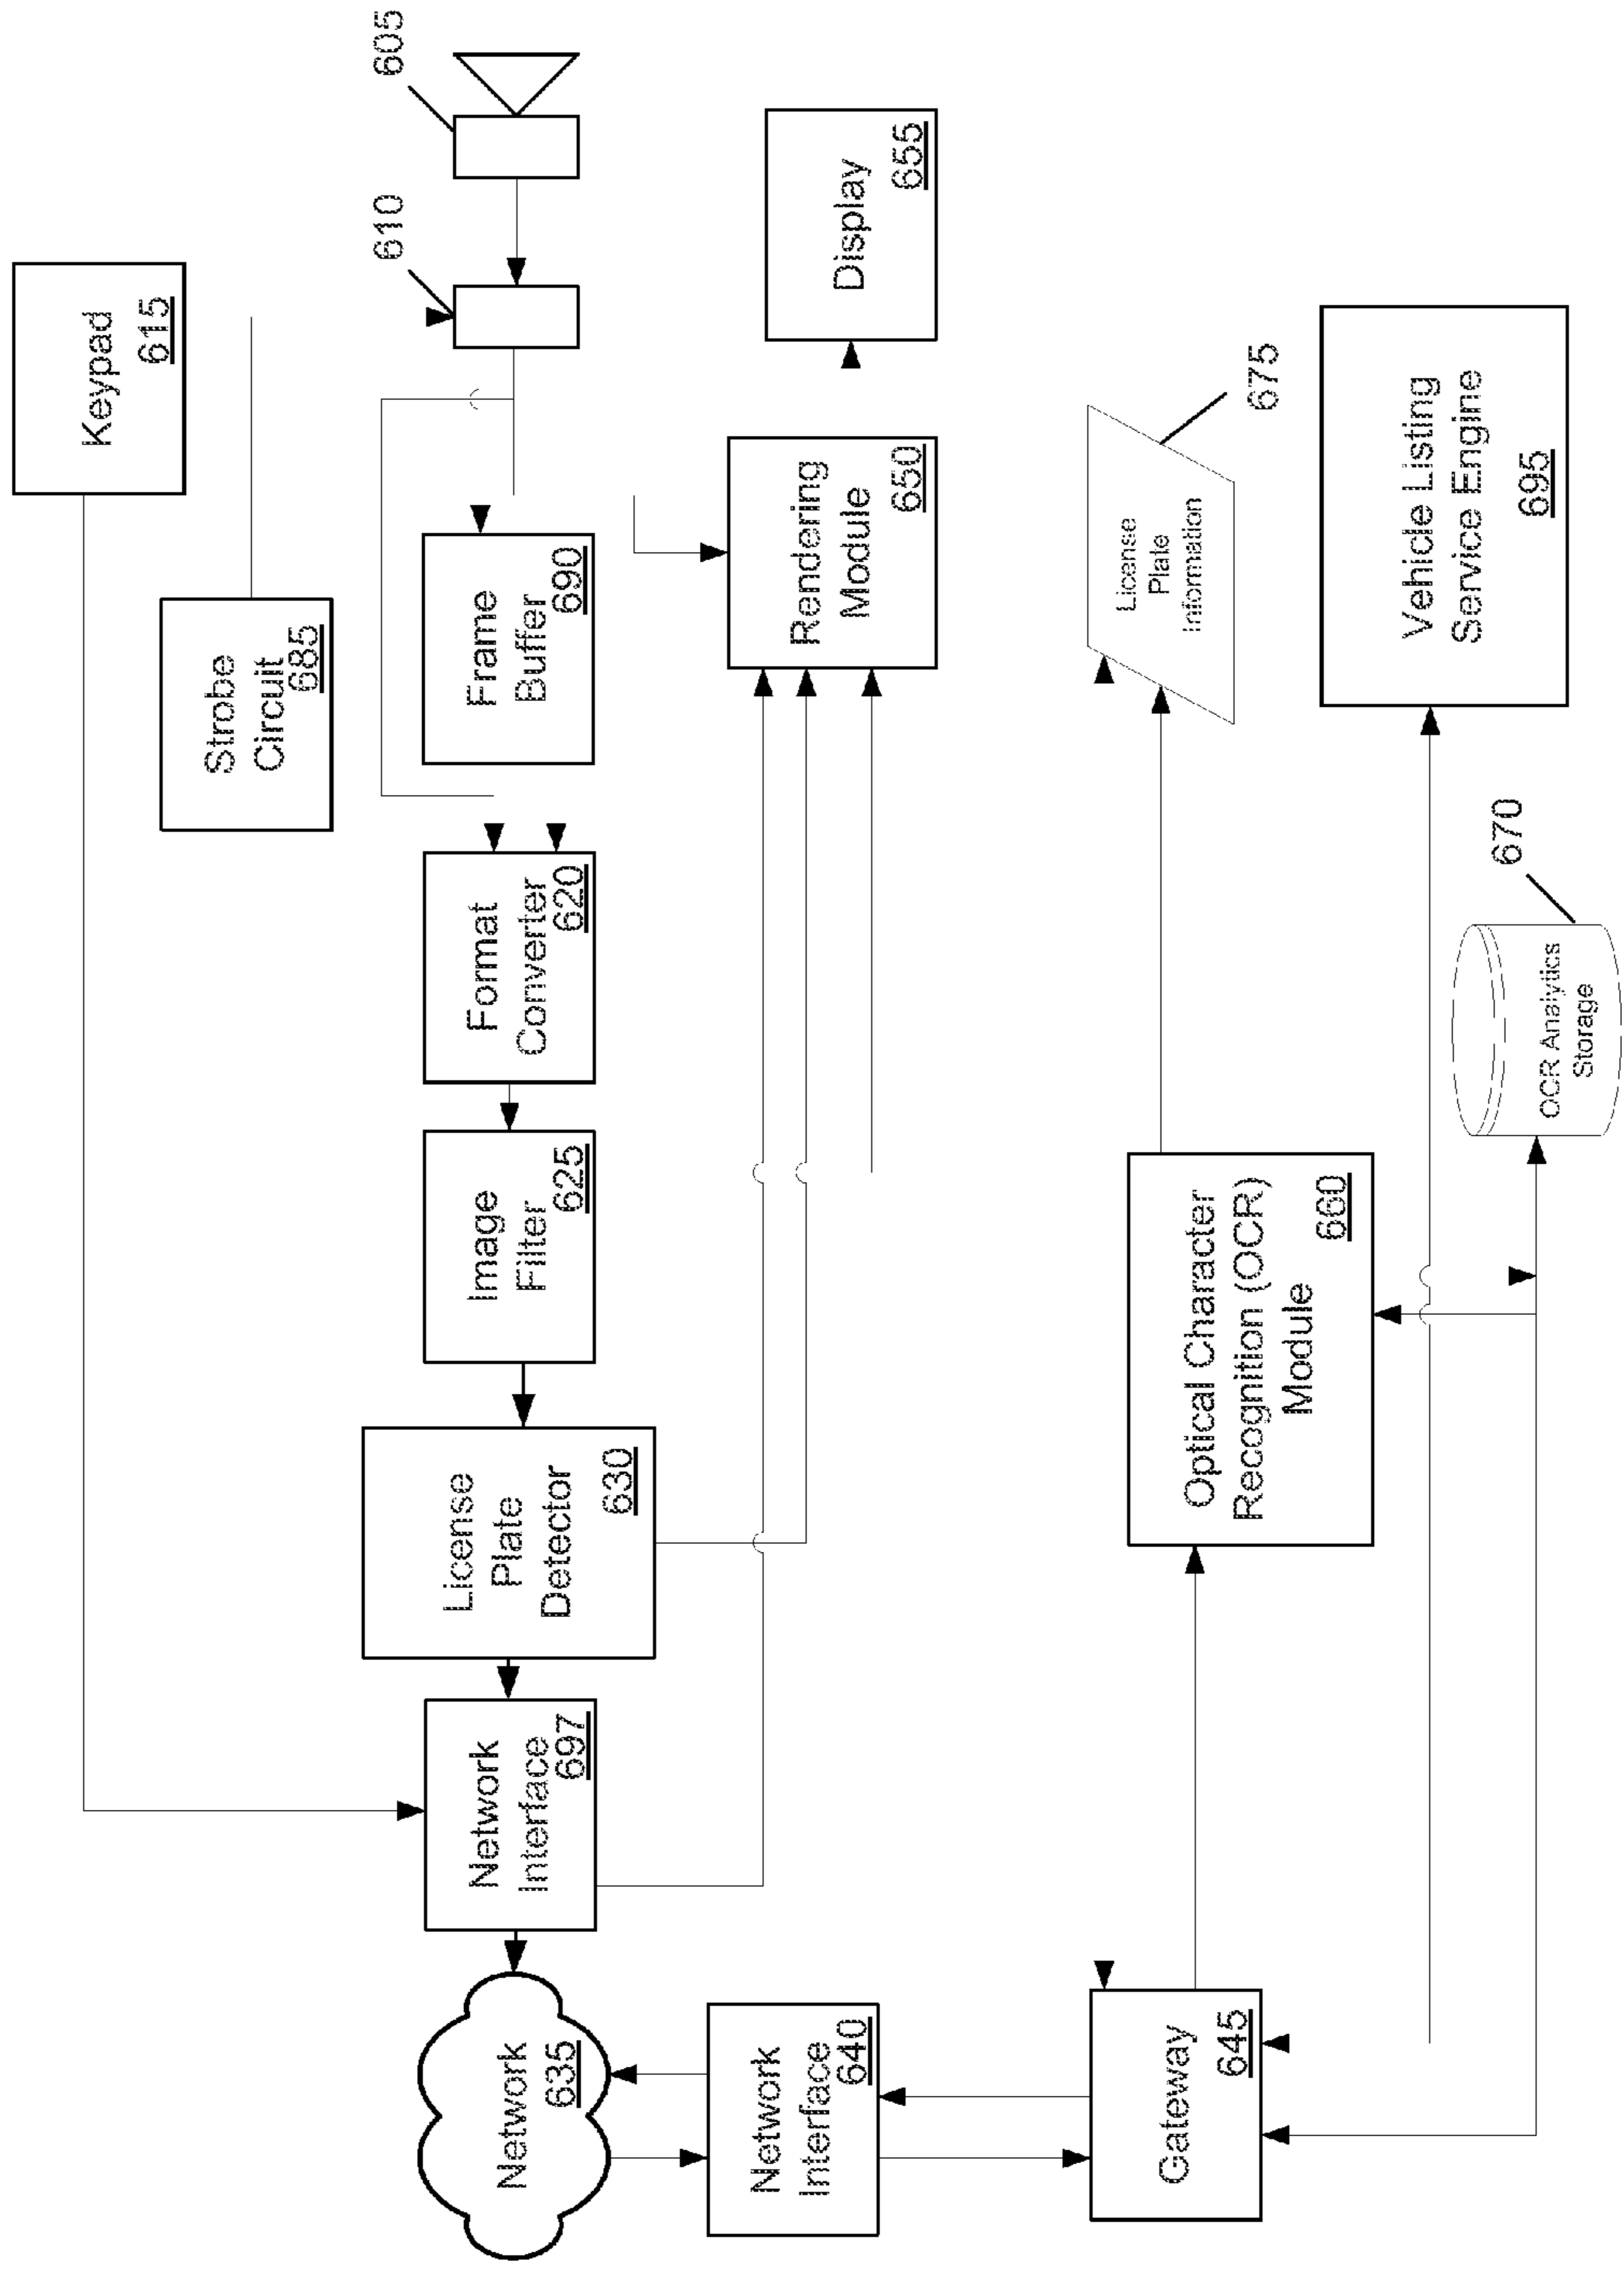 605
610
Keypad
615
Strobe
Circuit
685
Frame
Buffer
690
Format
Converter
620
Image
Filter
625
License
Plate
Detector
630
Network
Interface
697
Network
635
Display
655
Rendering
Module
650
Network
Interface
640
675
License
Plate
Information
Optical Character
Recognition (OCR)
Module
660
Gateway
645
Vehicle Listing
Service Engine
695
670
OCR Analytics
Storage